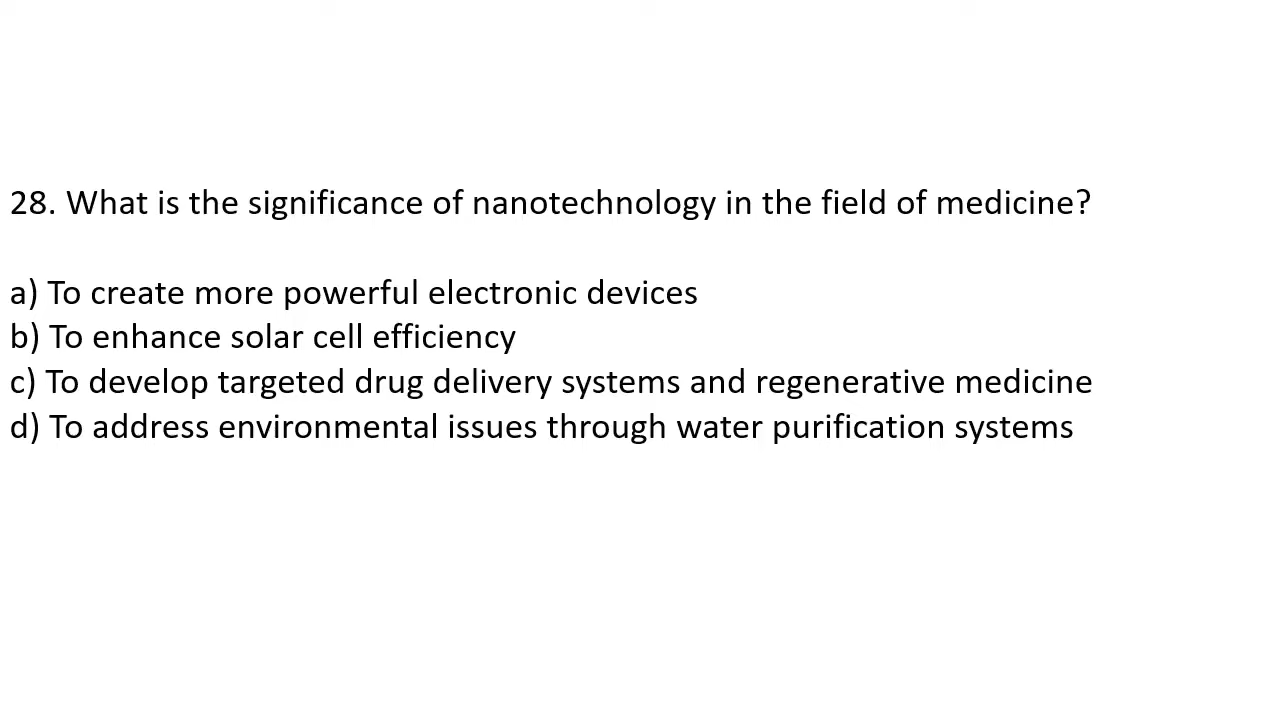 28. What is the significance of nanotechnology in the field of medicine?
a) To create more powerful electronic devices
b) To enhance solar cell efficiency
c) To develop targeted drug delivery systems and regenerative medicine
d) To address environmental issues through water purification systems